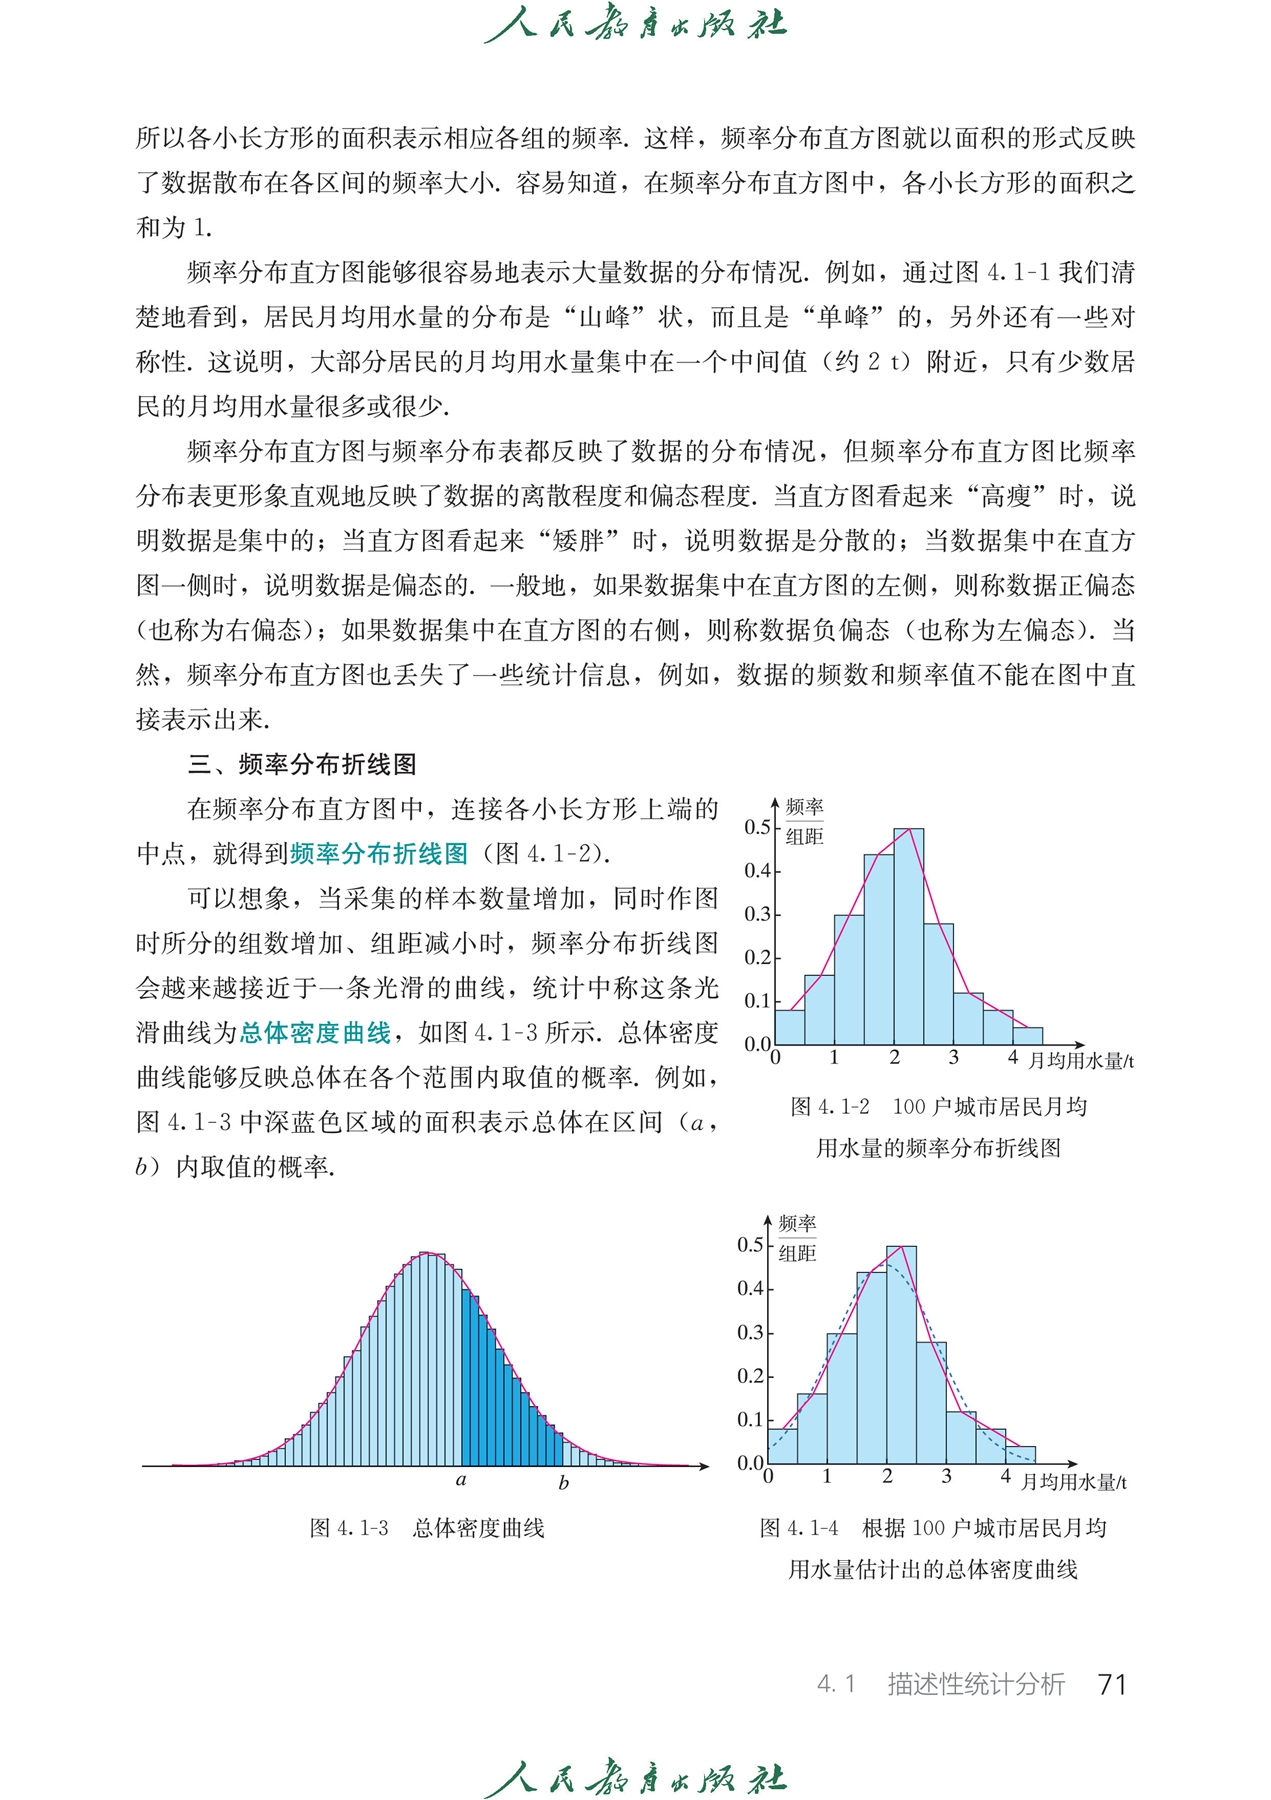 人民教育出版社
所以各小长方形的面积表示相应各组的频率. 这样，频率分布直方图就以面积的形式反映
了数据散布在各区间的频率大小. 容易知道，在频率分布直方图中，各小长方形的面积之
和为 1.
频率分布直方图能够很容易地表示大量数据的分布情况. 例如，通过图 4.1-1 我们清
楚地看到，居民月均用水量的分布是“山峰”状，而且是“单峰”的，另外还有一些对
称性. 这说明，大部分居民的月均用水量集中在一个中间值（约 2 t）附近，只有少数居
民的月均用水量很多或很少.
频率分布直方图与频率分布表都反映了数据的分布情况，但频率分布直方图比频率
分布表更形象直观地反映了数据的离散程度和偏态程度. 当直方图看起来“高瘦”时，说
明数据是集中的；当直方图看起来“矮胖”时，说明数据是分散的；当数据集中在直方
图一侧时，说明数据是偏态的. 一般地，如果数据集中在直方图的左侧，则称数据正偏态
（也称为右偏态）；如果数据集中在直方图的右侧，则称数据负偏态（也称为左偏态）. 当
然，频率分布直方图也丢失了一些统计信息，例如，数据的频数和频率值不能在图中直
接表示出来.
三、频率分布折线图
在频率分布直方图中，连接各小长方形上端的
中点，就得到频率分布折线图（图 4.1-2）.
可以想象，当采集的样本数量增加，同时作图
时所分的组数增加、组距减小时，频率分布折线图
会越来越接近于一条光滑的曲线，统计中称这条光
滑曲线为总体密度曲线，如图 4.1-3 所示. 总体密度
曲线能够反映总体在各个范围内取值的概率. 例如，
图 4.1-3 中深蓝色区域的面积表示总体在区间（a，
b）内取值的概率.
频率
组距
0.5
0.4
0.3
0.2
0.1
0.0
0 1 2 3 4 月均用水量/t
图 4.1-2 100 户城市居民月均
用水量的频率分布折线图
a b
图 4.1-3 总体密度曲线
频率
组距
0.5
0.4
0.3
0.2
0.1
0.0
0 1 2 3 4 月均用水量/t
图 4.1-4 根据 100 户城市居民月均
用水量估计出的总体密度曲线
4.1 描述性统计分析 71
人民教育出版社